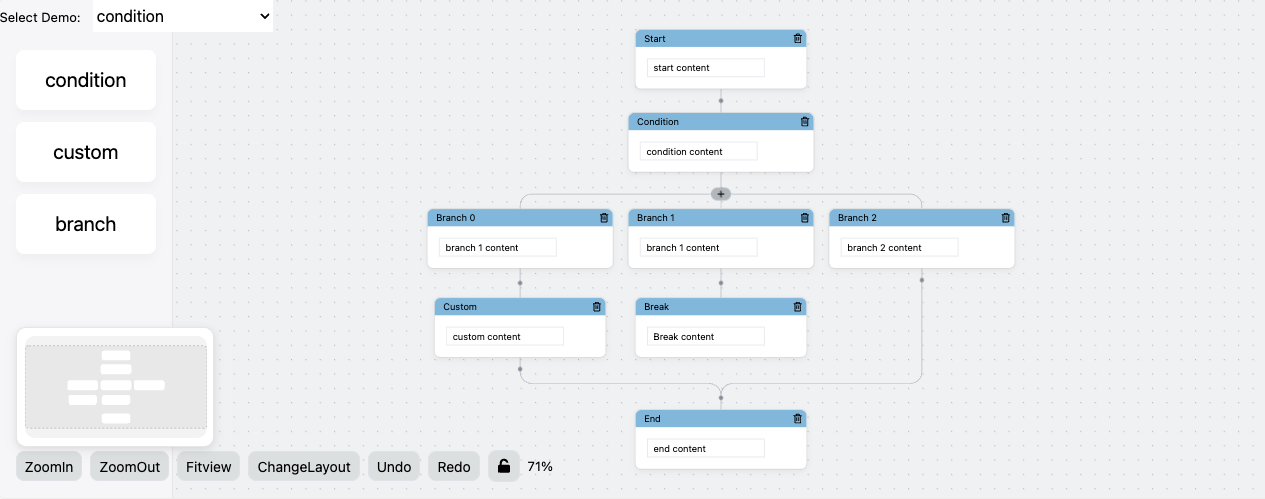 Select Demo: condition
condition
custom
branch
Start
start content
Condition
condition content
+
Branch 0
branch 1 content
Branch 1
branch 1 content
Branch 2
branch 2 content
Custom
custom content
Break
Break content
End
end content
ZoomIn ZoomOut Fitview ChangeLayout Undo Redo 71%